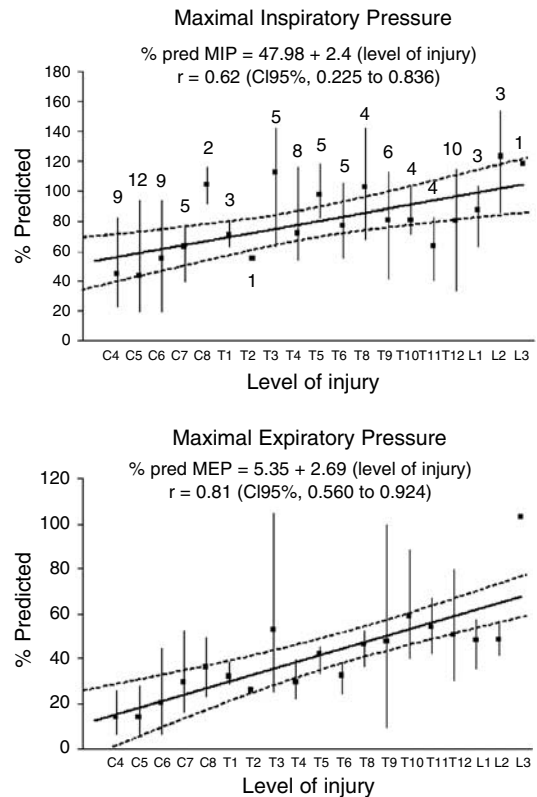 Maximal Inspiratory Pressure
% pred MIP = 47.98 + 2.4 (level of injury)
r = 0.62 (CI95%, 0.225 to 0.836)
% Predicted
180
160
140
120
100
80
60
40
20
0
9 12 9 5 2 3 1 5 8 5 5 4 6 4 4 10 3 3 1
C4 C5 C6 C7 C8 T1 T2 T3 T4 T5 T6 T8 T9 T10 T11 T12 L1 L2 L3
Level of injury
Maximal Expiratory Pressure
% pred MEP = 5.35 + 2.69 (level of injury)
r = 0.81 (CI95%, 0.560 to 0.924)
% Predicted
120
100
80
60
40
20
0
C4 C5 C6 C7 C8 T1 T2 T3 T4 T5 T6 T8 T9 T10 T11 T12 L1 L2 L3
Level of injury